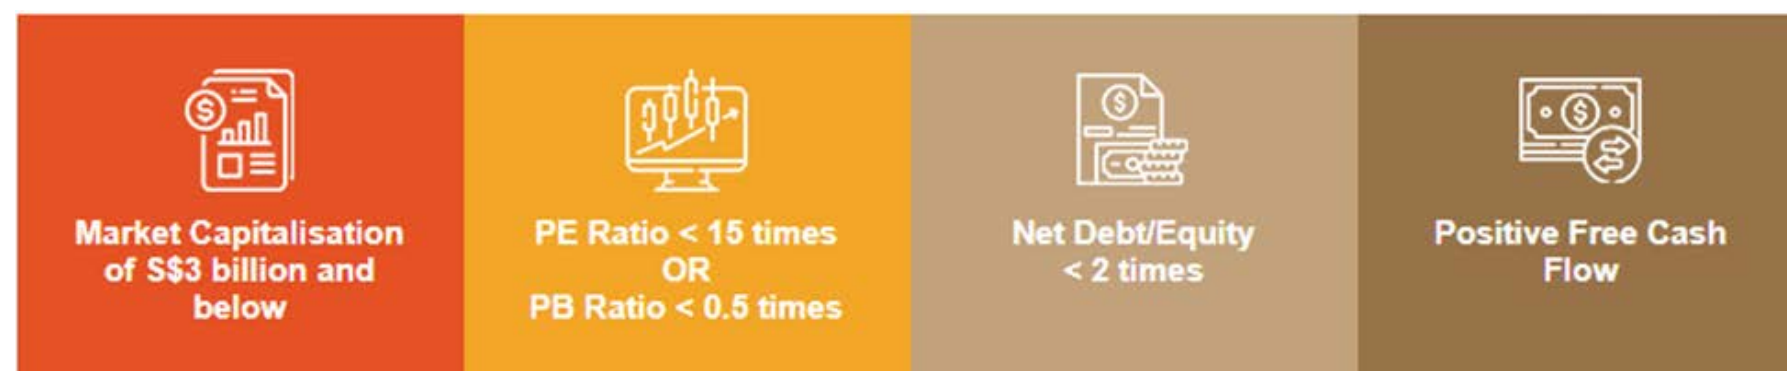 Market Capitalisation
of S$3 billion and
below
PE Ratio < 15 times
OR
PB Ratio < 0.5 times
Net Debt/Equity
< 2 times
Positive Free Cash
Flow